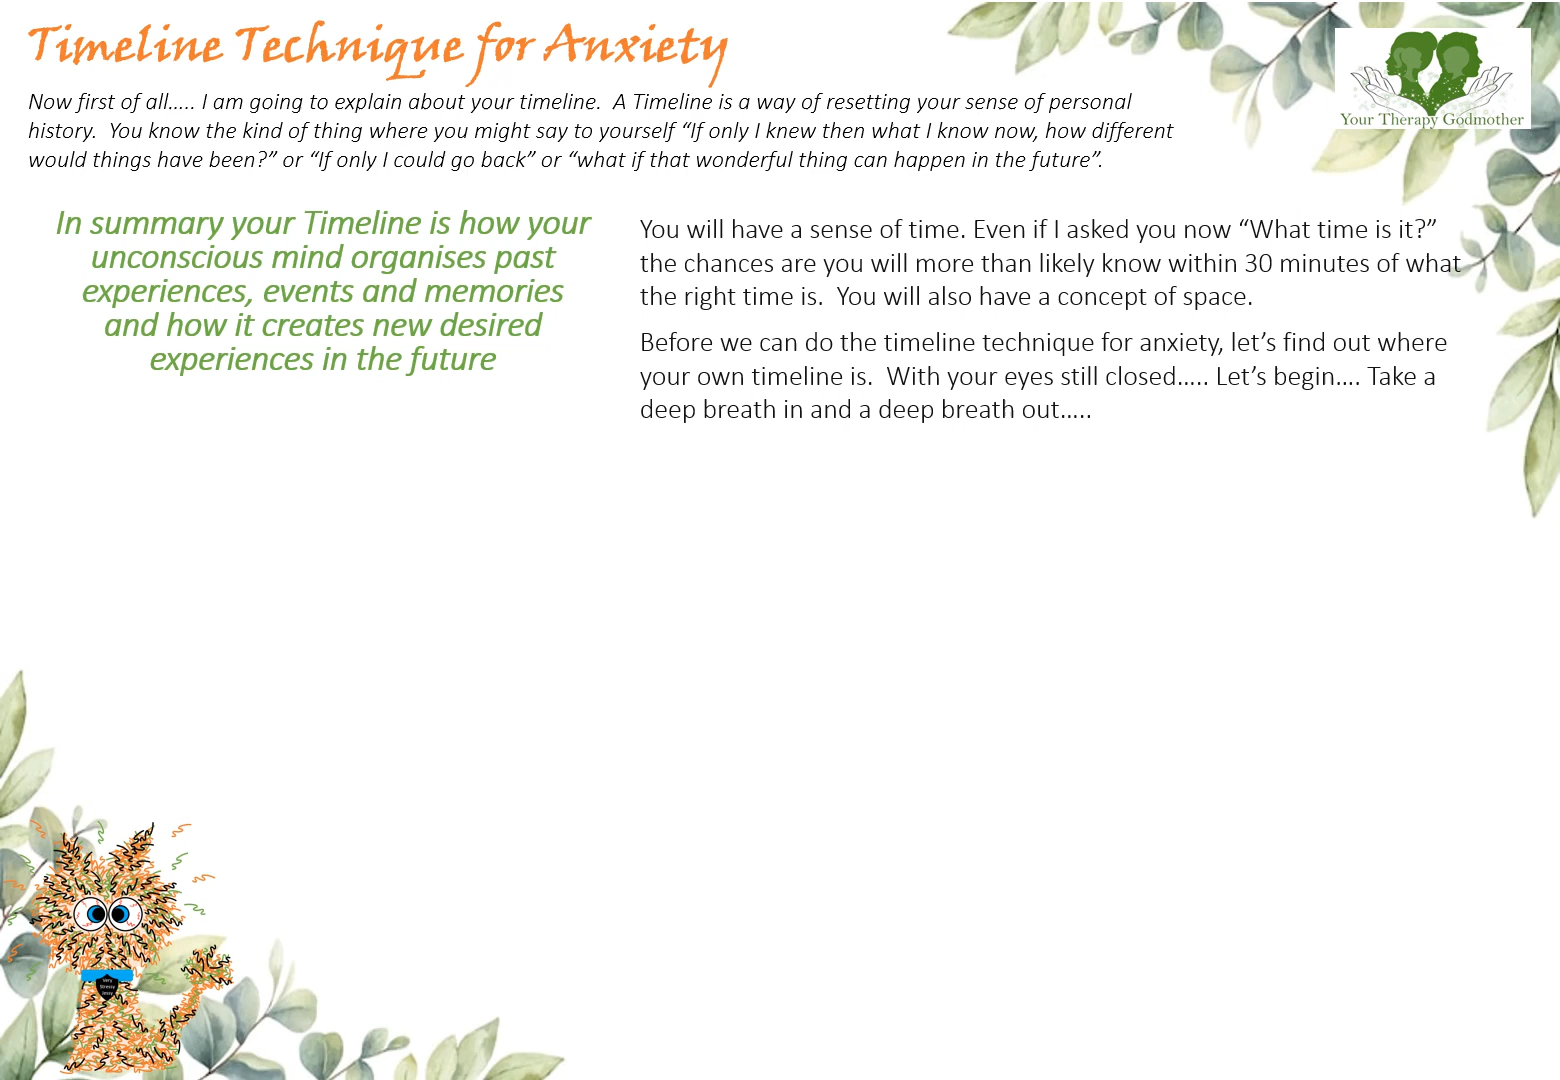 Timeline Technique for Anxiety
Your Therapy Godmother
Now first of all..... I am going to explain about your timeline.  A Timeline is a way of resetting your sense of personal
history.  You know the kind of thing where you might say to yourself “If only I knew then what I know now, how different
would things have been?” or “If only I could go back” or “what if that wonderful thing can happen in the future”.
In summary your Timeline is how your
unconscious mind organises past
experiences, events and memories
and how it creates new desired
experiences in the future
You will have a sense of time. Even if I asked you now “What time is it?”
the chances are you will more than likely know within 30 minutes of what
the right time is.  You will also have a concept of space.
Before we can do the timeline technique for anxiety, let’s find out where
your own timeline is.  With your eyes still closed….. Let’s begin…. Take a
deep breath in and a deep breath out…..
Very
Stressy
Jessy